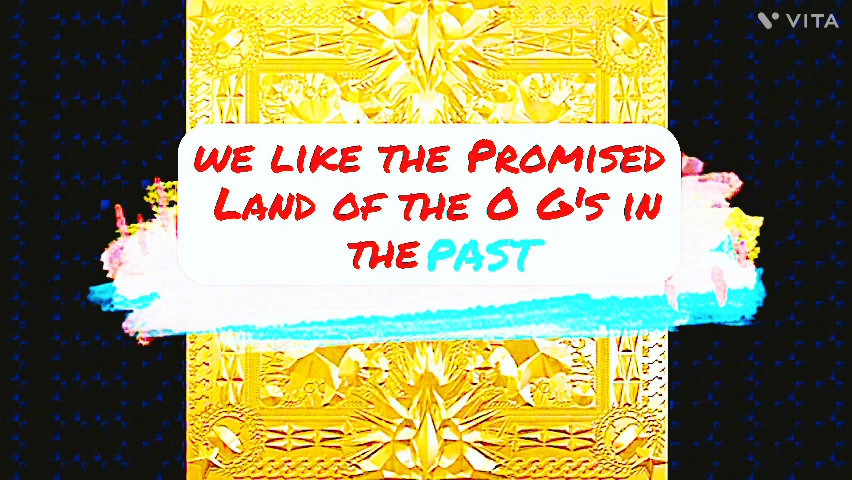 VITA
we like the Promised
Land of the O G's in
the PAST